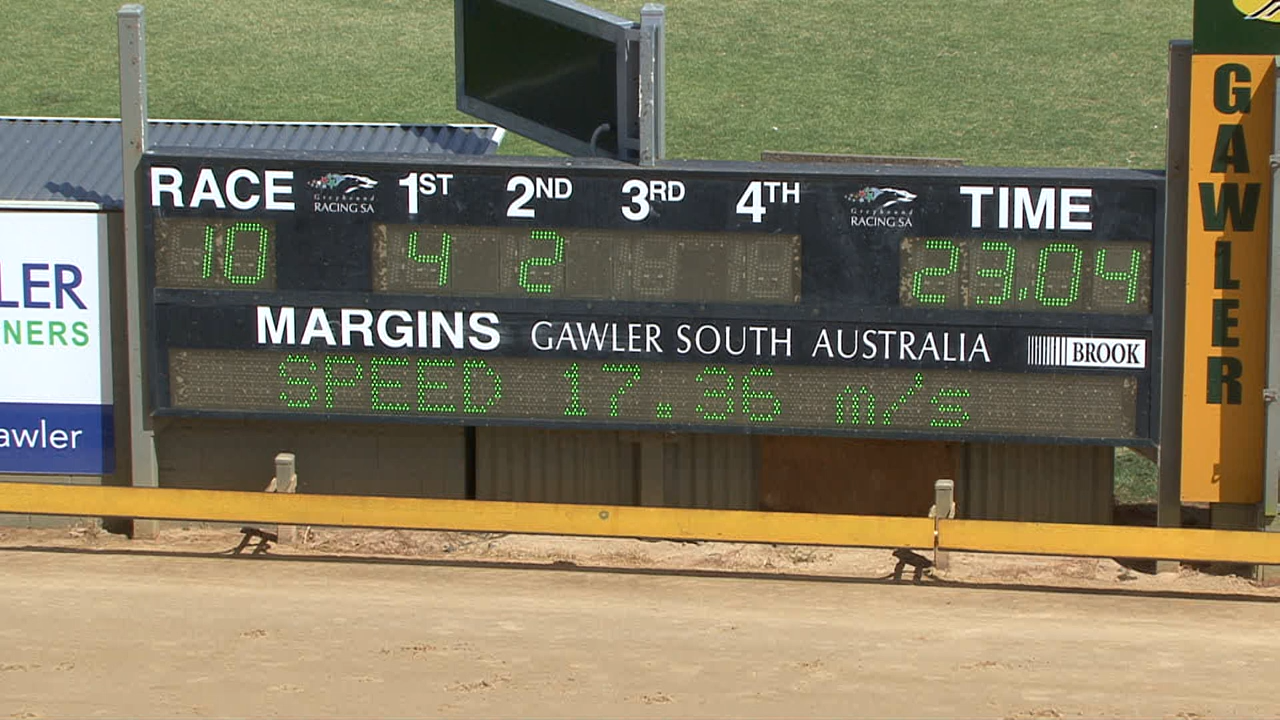 RACE 1ST 2ND 3RD 4TH TIME
Greyhound RACING SA
Greyhound RACING SA
10 4 2 23.04
MARGINS GAWLER SOUTH AUSTRALIA BROOK
SPEED 17.36 m/s
LER
NERS
awler
GAWLER